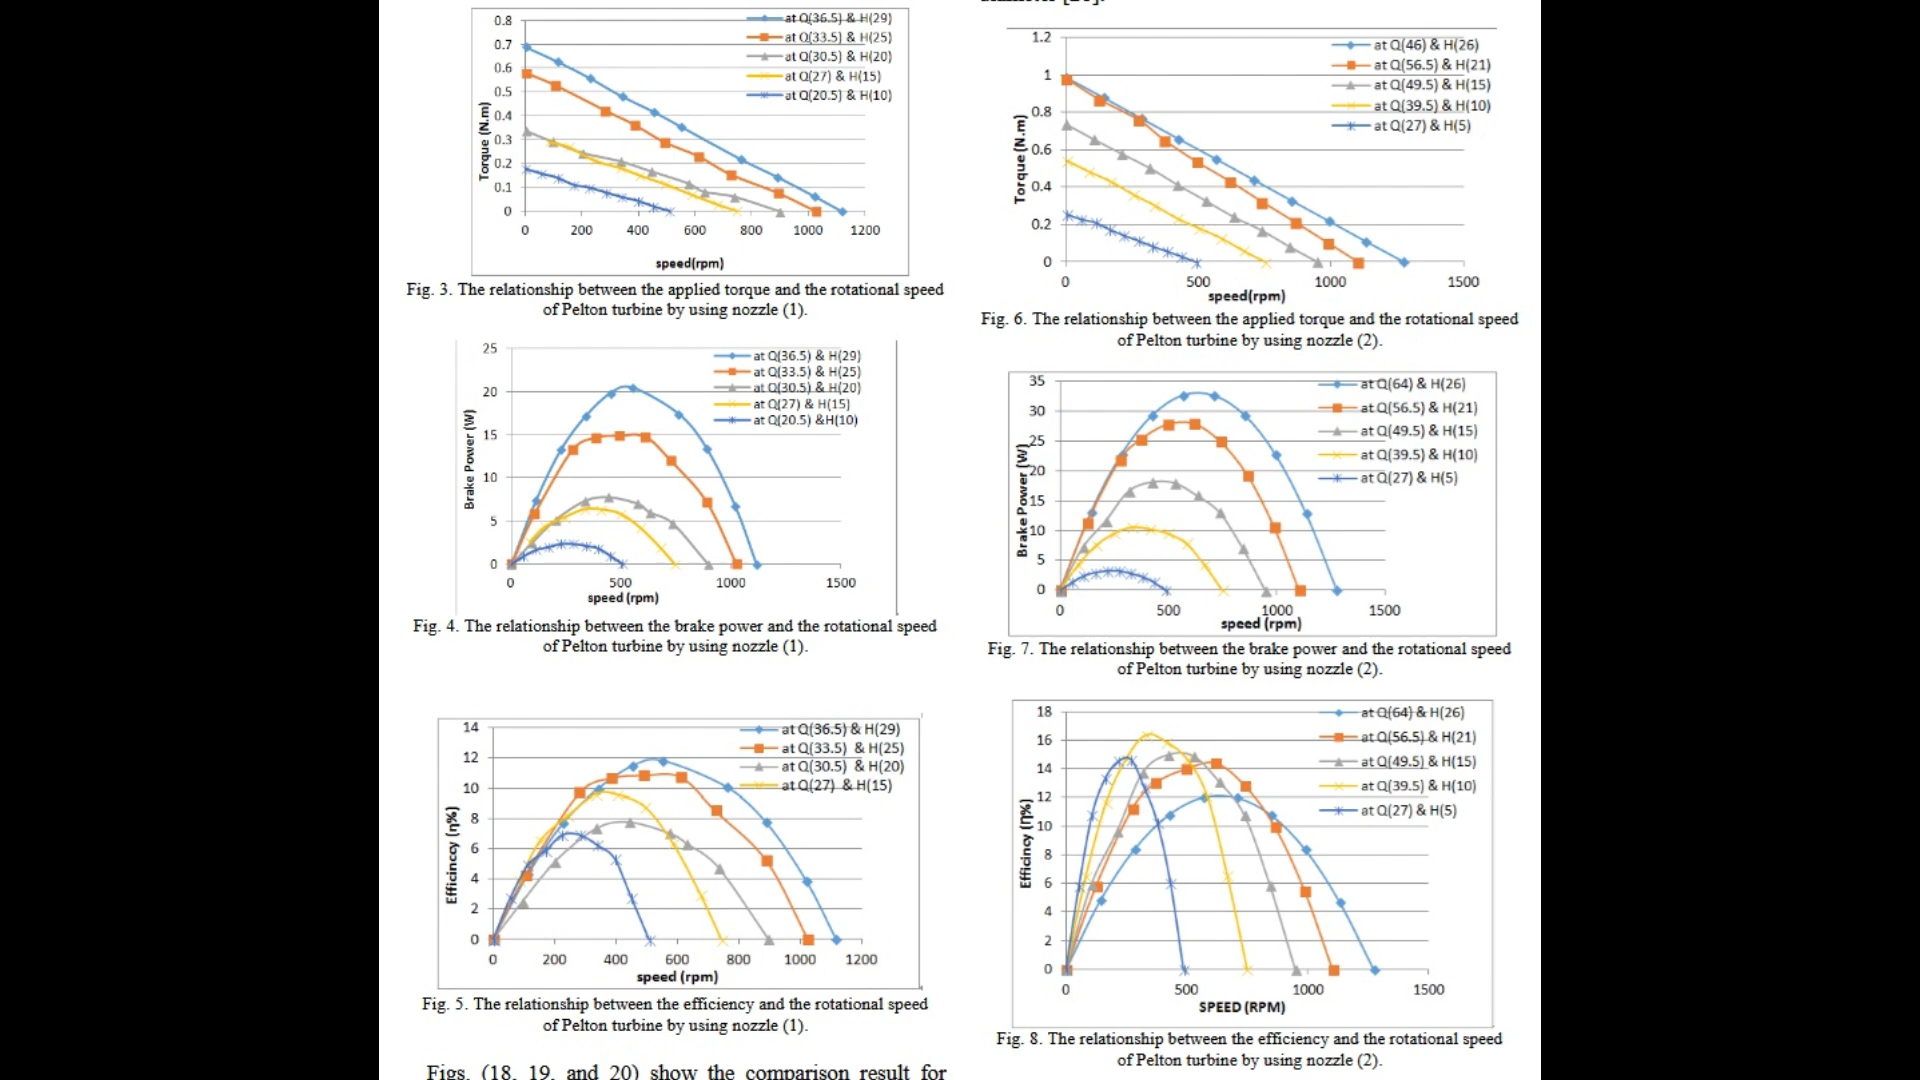 0.8
0.7
0.6
0.5
0.4
0.3
0.2
0.1
0
Torque (N.m)
0 200 400 600 800 1000 1200
speed(rpm)
at Q(36.5) & H(29)
at Q(33.5) & H(25)
at Q(30.5) & H(20)
at Q(27) & H(15)
at Q(20.5) & H(10)
Fig. 3. The relationship between the applied torque and the rotational speed
of Pelton turbine by using nozzle (1).
25
20
15
10
5
0
Brake Power (W)
0 500 1000 1500
speed (rpm)
at Q(36.5) & H(29)
at Q(33.5) & H(25)
at Q(30.5) & H(20)
at Q(27) & H(15)
at Q(20.5) &H(10)
Fig. 4. The relationship between the brake power and the rotational speed
of Pelton turbine by using nozzle (1).
14
12
10
8
6
4
2
0
Efficinccy (η%)
0 200 400 600 800 1000 1200
speed (rpm)
at Q(36.5) & H(29)
at Q(33.5) & H(25)
at Q(30.5) & H(20)
at Q(27) & H(15)
Fig. 5. The relationship between the efficiency and the rotational speed
of Pelton turbine by using nozzle (1).
Figs. (18, 19, and 20) show the comparison result for
1.2
1
0.8
0.6
0.4
0.2
0
Torque (N.m)
0 500 1000 1500
speed(rpm)
at Q(46) & H(26)
at Q(56.5) & H(21)
at Q(49.5) & H(15)
at Q(39.5) & H(10)
at Q(27) & H(5)
Fig. 6. The relationship between the applied torque and the rotational speed
of Pelton turbine by using nozzle (2).
35
30
25
20
15
10
5
0
Brake Power (W)
0 500 1000 1500
speed (rpm)
at Q(64) & H(26)
at Q(56.5) & H(21)
at Q(49.5) & H(15)
at Q(39.5) & H(10)
at Q(27) & H(5)
Fig. 7. The relationship between the brake power and the rotational speed
of Pelton turbine by using nozzle (2).
18
16
14
12
10
8
6
4
2
0
Efficincy (η%)
0 500 1000 1500
SPEED (RPM)
at Q(64) & H(26)
at Q(56.5) & H(21)
at Q(49.5) & H(15)
at Q(39.5) & H(10)
at Q(27) & H(5)
Fig. 8. The relationship between the efficiency and the rotational speed
of Pelton turbine by using nozzle (2).